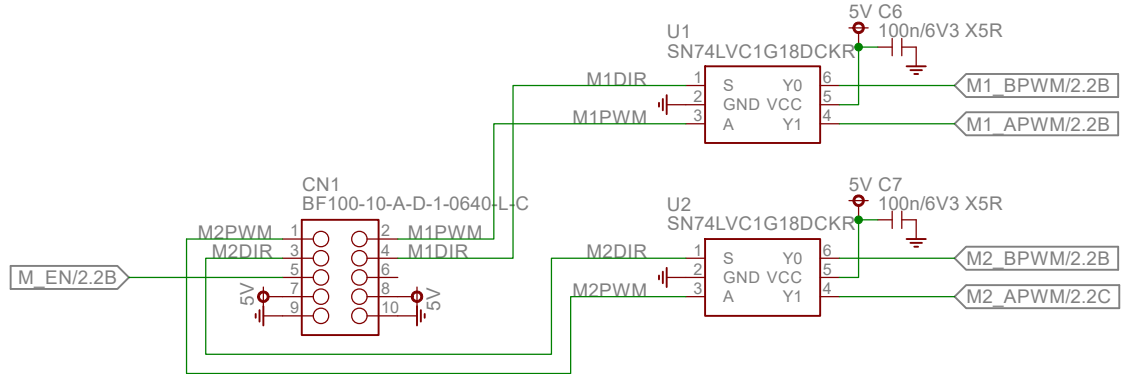 5V C6
100n/6V3 X5R
U1
SN74LVC1G18DCKR
M1DIR 1 S Y0 6 M1_BPWM/2.2B
2 GND VCC 5
M1PWM 3 A Y1 4 M1_APWM/2.2B
5V C7
100n/6V3 X5R
U2
SN74LVC1G18DCKR
M2DIR 1 S Y0 6 M2_BPWM/2.2B
2 GND VCC 5
M2PWM 3 A Y1 4 M2_APWM/2.2C
CN1
BF100-10-A-D-1-0640-L-C
M2PWM 1 2 M1PWM
M2DIR 3 4 M1DIR
M_EN/2.2B 5 6
5V 7 8 5V
9 10